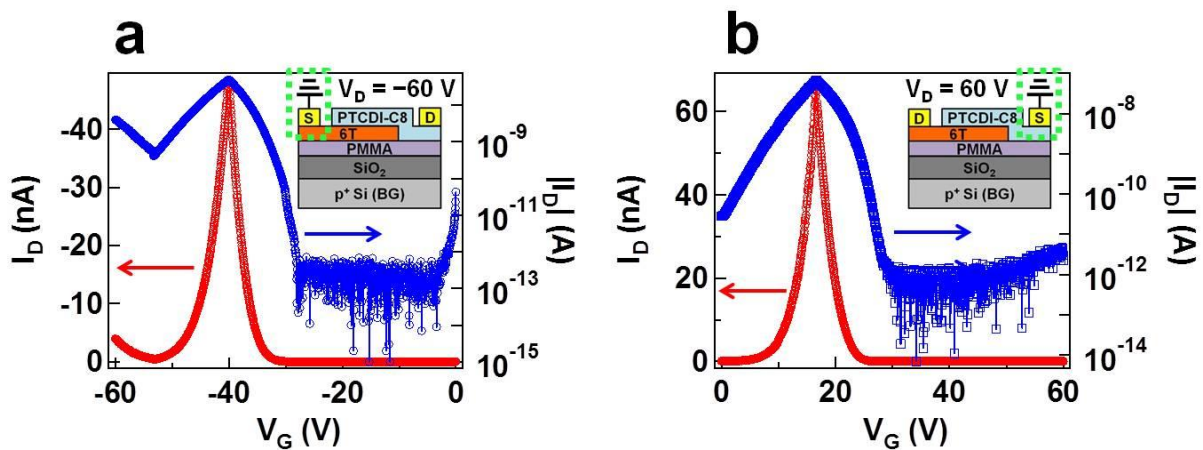 a
V_D = −60 V
S
PTCDI-C8
D
6T
PMMA
SiO₂
p⁺ Si (BG)
I_D (nA)
-40
-30
-20
-10
0
-60
-40
-20
0
V_G (V)
10⁻⁹
10⁻¹¹
10⁻¹³
10⁻¹⁵
|I_D| (A)
b
V_D = 60 V
D
PTCDI-C8
S
6T
PMMA
SiO₂
p⁺ Si (BG)
I_D (nA)
60
40
20
0
0
20
40
60
V_G (V)
10⁻⁸
10⁻¹⁰
10⁻¹²
10⁻¹⁴
|I_D| (A)